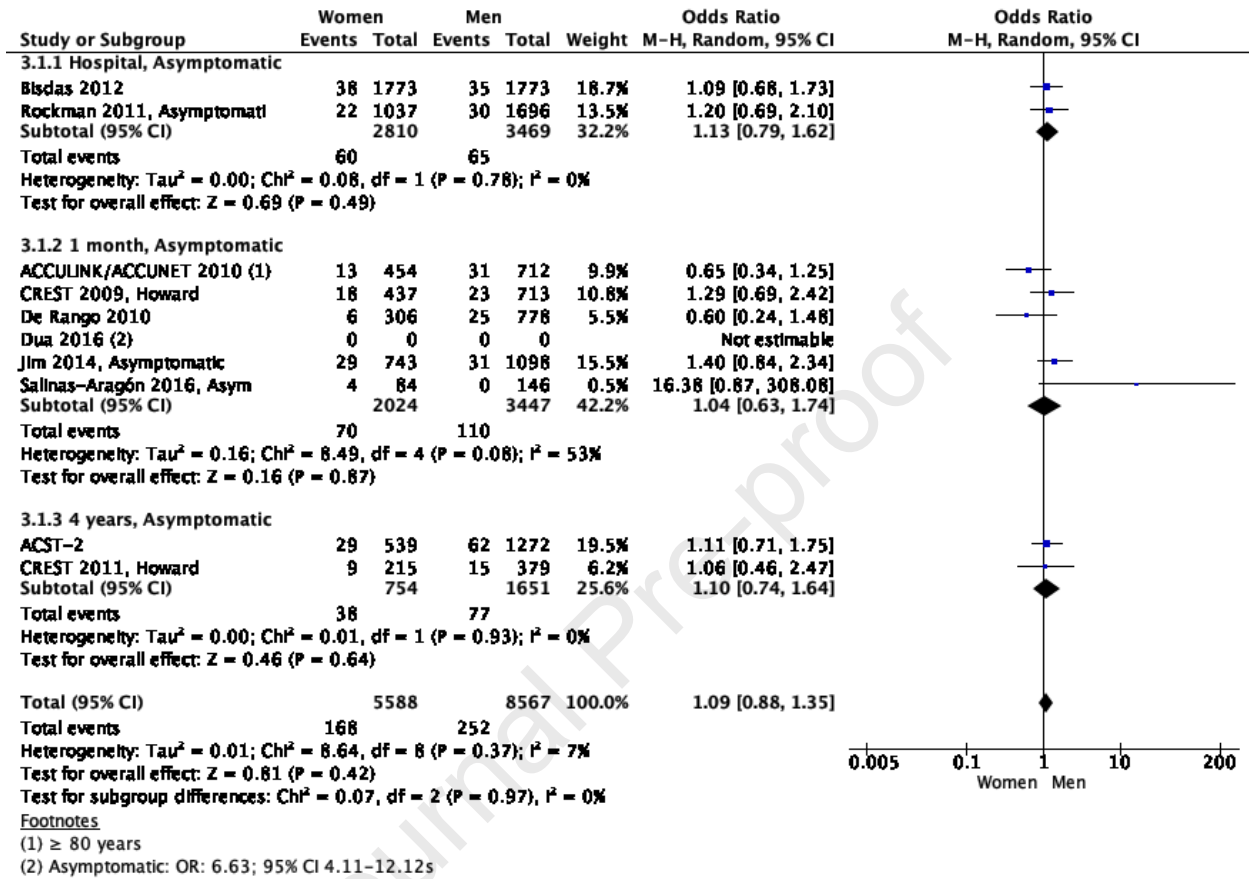 Women Men Odds Ratio Odds Ratio
Study or Subgroup Events Total Events Total Weight M-H, Random, 95% CI M-H, Random, 95% CI
3.1.1 Hospital, Asymptomatic
Bisdas 2012 38 1773 35 1773 18.7% 1.09 [0.68, 1.73]
Rockman 2011, Asymptomati 22 1037 30 1696 13.5% 1.20 [0.69, 2.10]
Subtotal (95% CI) 2810 3469 32.2% 1.13 [0.79, 1.62]
Total events 60 65
Heterogeneity: Tau² = 0.00; Chi² = 0.08, df = 1 (P = 0.78); I² = 0%
Test for overall effect: Z = 0.69 (P = 0.49)
3.1.2 1 month, Asymptomatic
ACCULINK/ACCUNET 2010 (1) 13 454 31 712 9.9% 0.65 [0.34, 1.25]
CREST 2009, Howard 18 437 23 713 10.8% 1.29 [0.69, 2.42]
De Rango 2010 6 306 25 778 5.5% 0.60 [0.24, 1.48]
Dua 2016 (2) 0 0 0 0 Not estimable
Jim 2014, Asymptomatic 29 743 31 1098 15.5% 1.40 [0.84, 2.34]
Salinas-Aragón 2016, Asym 4 84 0 146 0.5% 16.38 [0.87, 308.08]
Subtotal (95% CI) 2024 3447 42.2% 1.04 [0.63, 1.74]
Total events 70 110
Heterogeneity: Tau² = 0.16; Chi² = 8.49, df = 4 (P = 0.08); I² = 53%
Test for overall effect: Z = 0.16 (P = 0.87)
3.1.3 4 years, Asymptomatic
ACST-2 29 539 62 1272 19.5% 1.11 [0.71, 1.75]
CREST 2011, Howard 9 215 15 379 6.2% 1.06 [0.46, 2.47]
Subtotal (95% CI) 754 1651 25.6% 1.10 [0.74, 1.64]
Total events 38 77
Heterogeneity: Tau² = 0.00; Chi² = 0.01, df = 1 (P = 0.93); I² = 0%
Test for overall effect: Z = 0.46 (P = 0.64)
Total (95% CI) 5588 8567 100.0% 1.09 [0.88, 1.35]
Total events 168 252
Heterogeneity: Tau² = 0.01; Chi² = 8.64, df = 8 (P = 0.37); I² = 7%
Test for overall effect: Z = 0.81 (P = 0.42)
Test for subgroup differences: Chi² = 0.07, df = 2 (P = 0.97), I² = 0%
0.005 0.1 1 10 200
Women Men
Footnotes
(1) ≥ 80 years
(2) Asymptomatic: OR: 6.63; 95% CI 4.11-12.12s
urnal Pre-proof